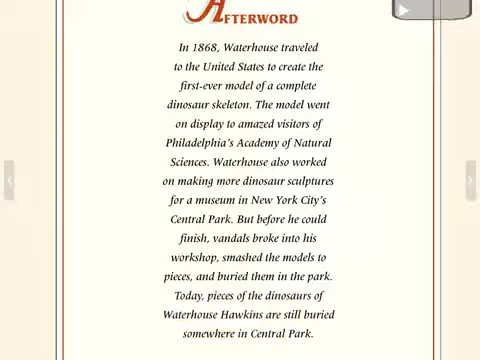 AFTERWORD
In 1868, Waterhouse traveled
to the United States to create the
first-ever model of a complete
dinosaur skeleton. The model went
on display to amazed visitors of
Philadelphia's Academy of Natural
Sciences. Waterhouse also worked
on making more dinosaur sculptures
for a museum in New York City's
Central Park. But before he could
finish, vandals broke into his
workshop, smashed the models to
pieces, and buried them in the park.
Today, pieces of the dinosaurs of
Waterhouse Hawkins are still buried
somewhere in Central Park.